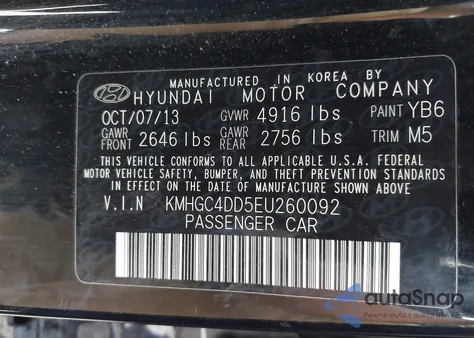 MANUFACTURED IN KOREA BY
HYUNDAI MOTOR COMPANY
OCT/07/13 GVWR 4916 lbs PAINT YB6
GAWR FRONT 2646 lbs GAWR REAR 2756 lbs TRIM M5
THIS VEHICLE CONFORMS TO ALL APPLICABLE U.S.A. FEDERAL
MOTOR VEHICLE SAFETY, BUMPER, AND THEFT PREVENTION STANDARDS
IN EFFECT ON THE DATE OF MANUFACTURE SHOWN ABOVE
V.I.N KMHGC4DD5EU260092
PASSENGER CAR
autoSnap
Pewne auta z